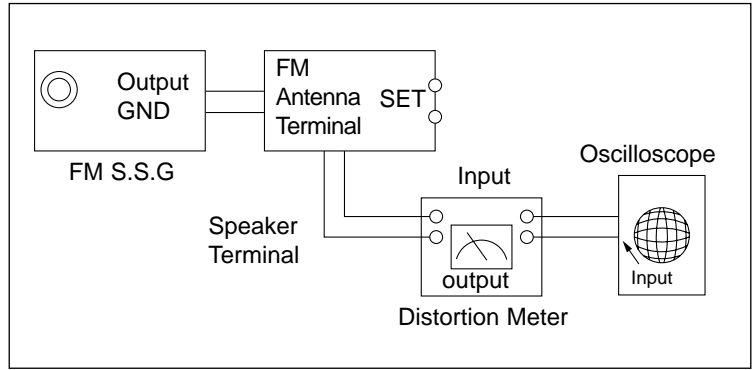 Output
GND
FM S.S.G
FM
Antenna
Terminal
SET
Speaker
Terminal
Input
output
Distortion Meter
Oscilloscope
Input